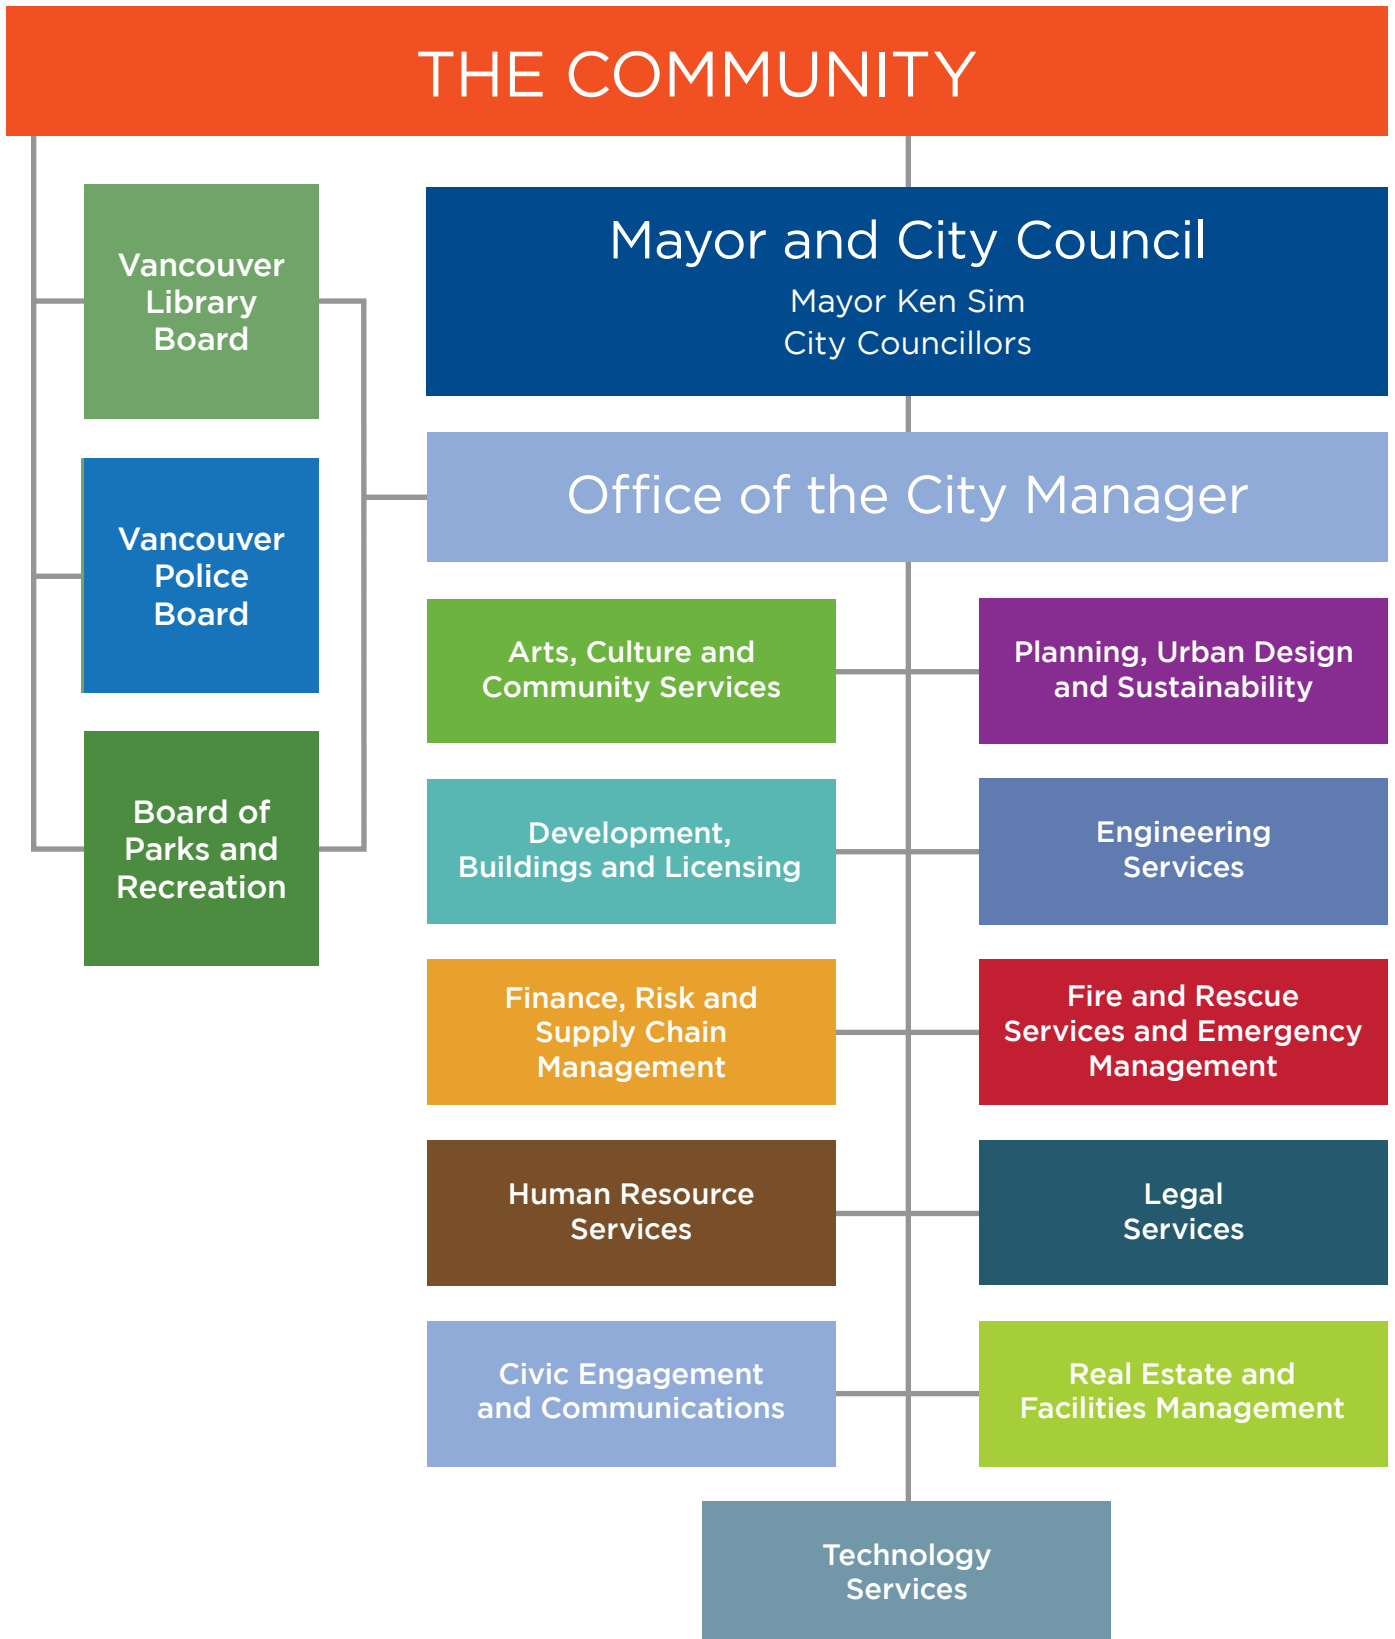 THE COMMUNITY
Vancouver
Library
Board
Mayor and City Council
Mayor Ken Sim
City Councillors
Office of the City Manager
Vancouver
Police
Board
Board of
Parks and
Recreation
Arts, Culture and
Community Services
Planning, Urban Design
and Sustainability
Development,
Buildings and Licensing
Engineering
Services
Finance, Risk and
Supply Chain
Management
Fire and Rescue
Services and Emergency
Management
Human Resource
Services
Legal
Services
Civic Engagement
and Communications
Real Estate and
Facilities Management
Technology
Services